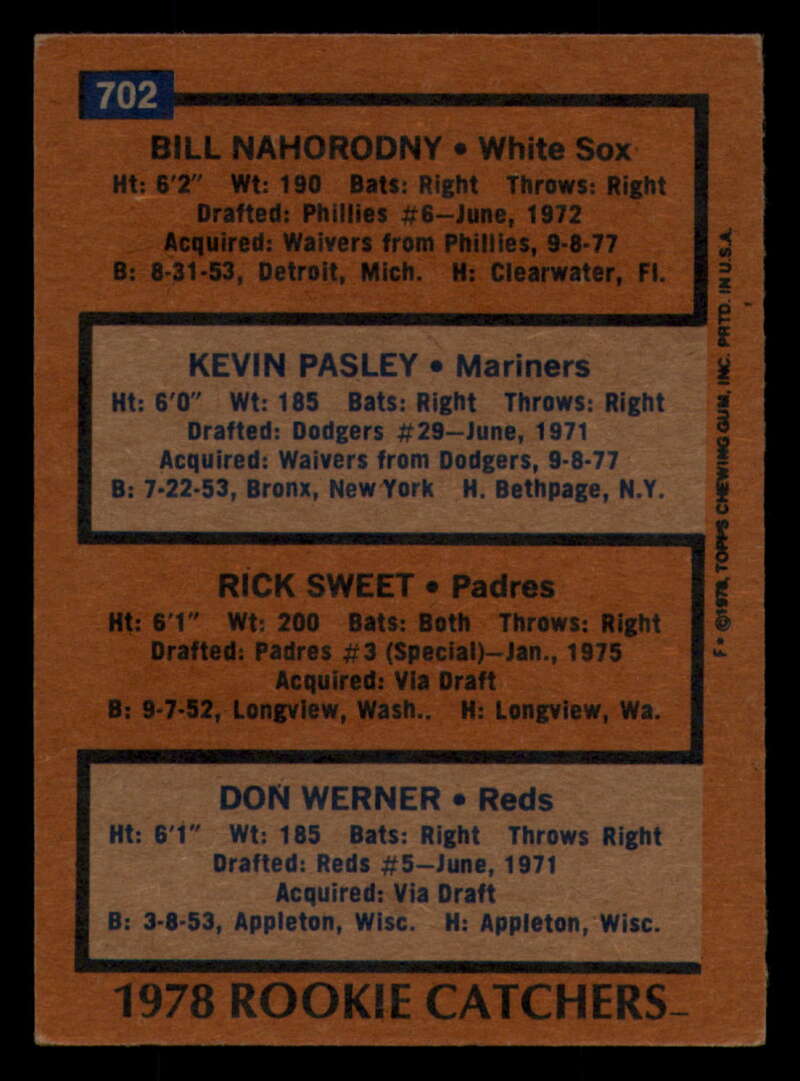 702
BILL NAHORODNY • White Sox
Ht: 6'2" Wt: 190 Bats: Right Throws: Right
Drafted: Phillies #6—June, 1972
Acquired: Waivers from Phillies, 9-8-77
B: 8-31-53, Detroit, Mich. H: Clearwater, Fl.
KEVIN PASLEY • Mariners
Ht: 6'0" Wt: 185 Bats: Right Throws: Right
Drafted: Dodgers #29—June, 1971
Acquired: Waivers from Dodgers, 9-8-77
B: 7-22-53, Bronx, New York H. Bethpage, N.Y.
RICK SWEET • Padres
Ht: 6'1" Wt: 200 Bats: Both Throws: Right
Drafted: Padres #3 (Special)—Jan., 1975
Acquired: Via Draft
B: 9-7-52, Longview, Wash.. H: Longview, Wa.
DON WERNER • Reds
Ht: 6'1" Wt: 185 Bats: Right Throws Right
Drafted: Reds #5—June, 1971
Acquired: Via Draft
B: 3-8-53, Appleton, Wisc. H: Appleton, Wisc.
1978 ROOKIE CATCHERS
F* ©1978, TOPPS CHEWING GUM, INC. PRTD. IN U.S.A.